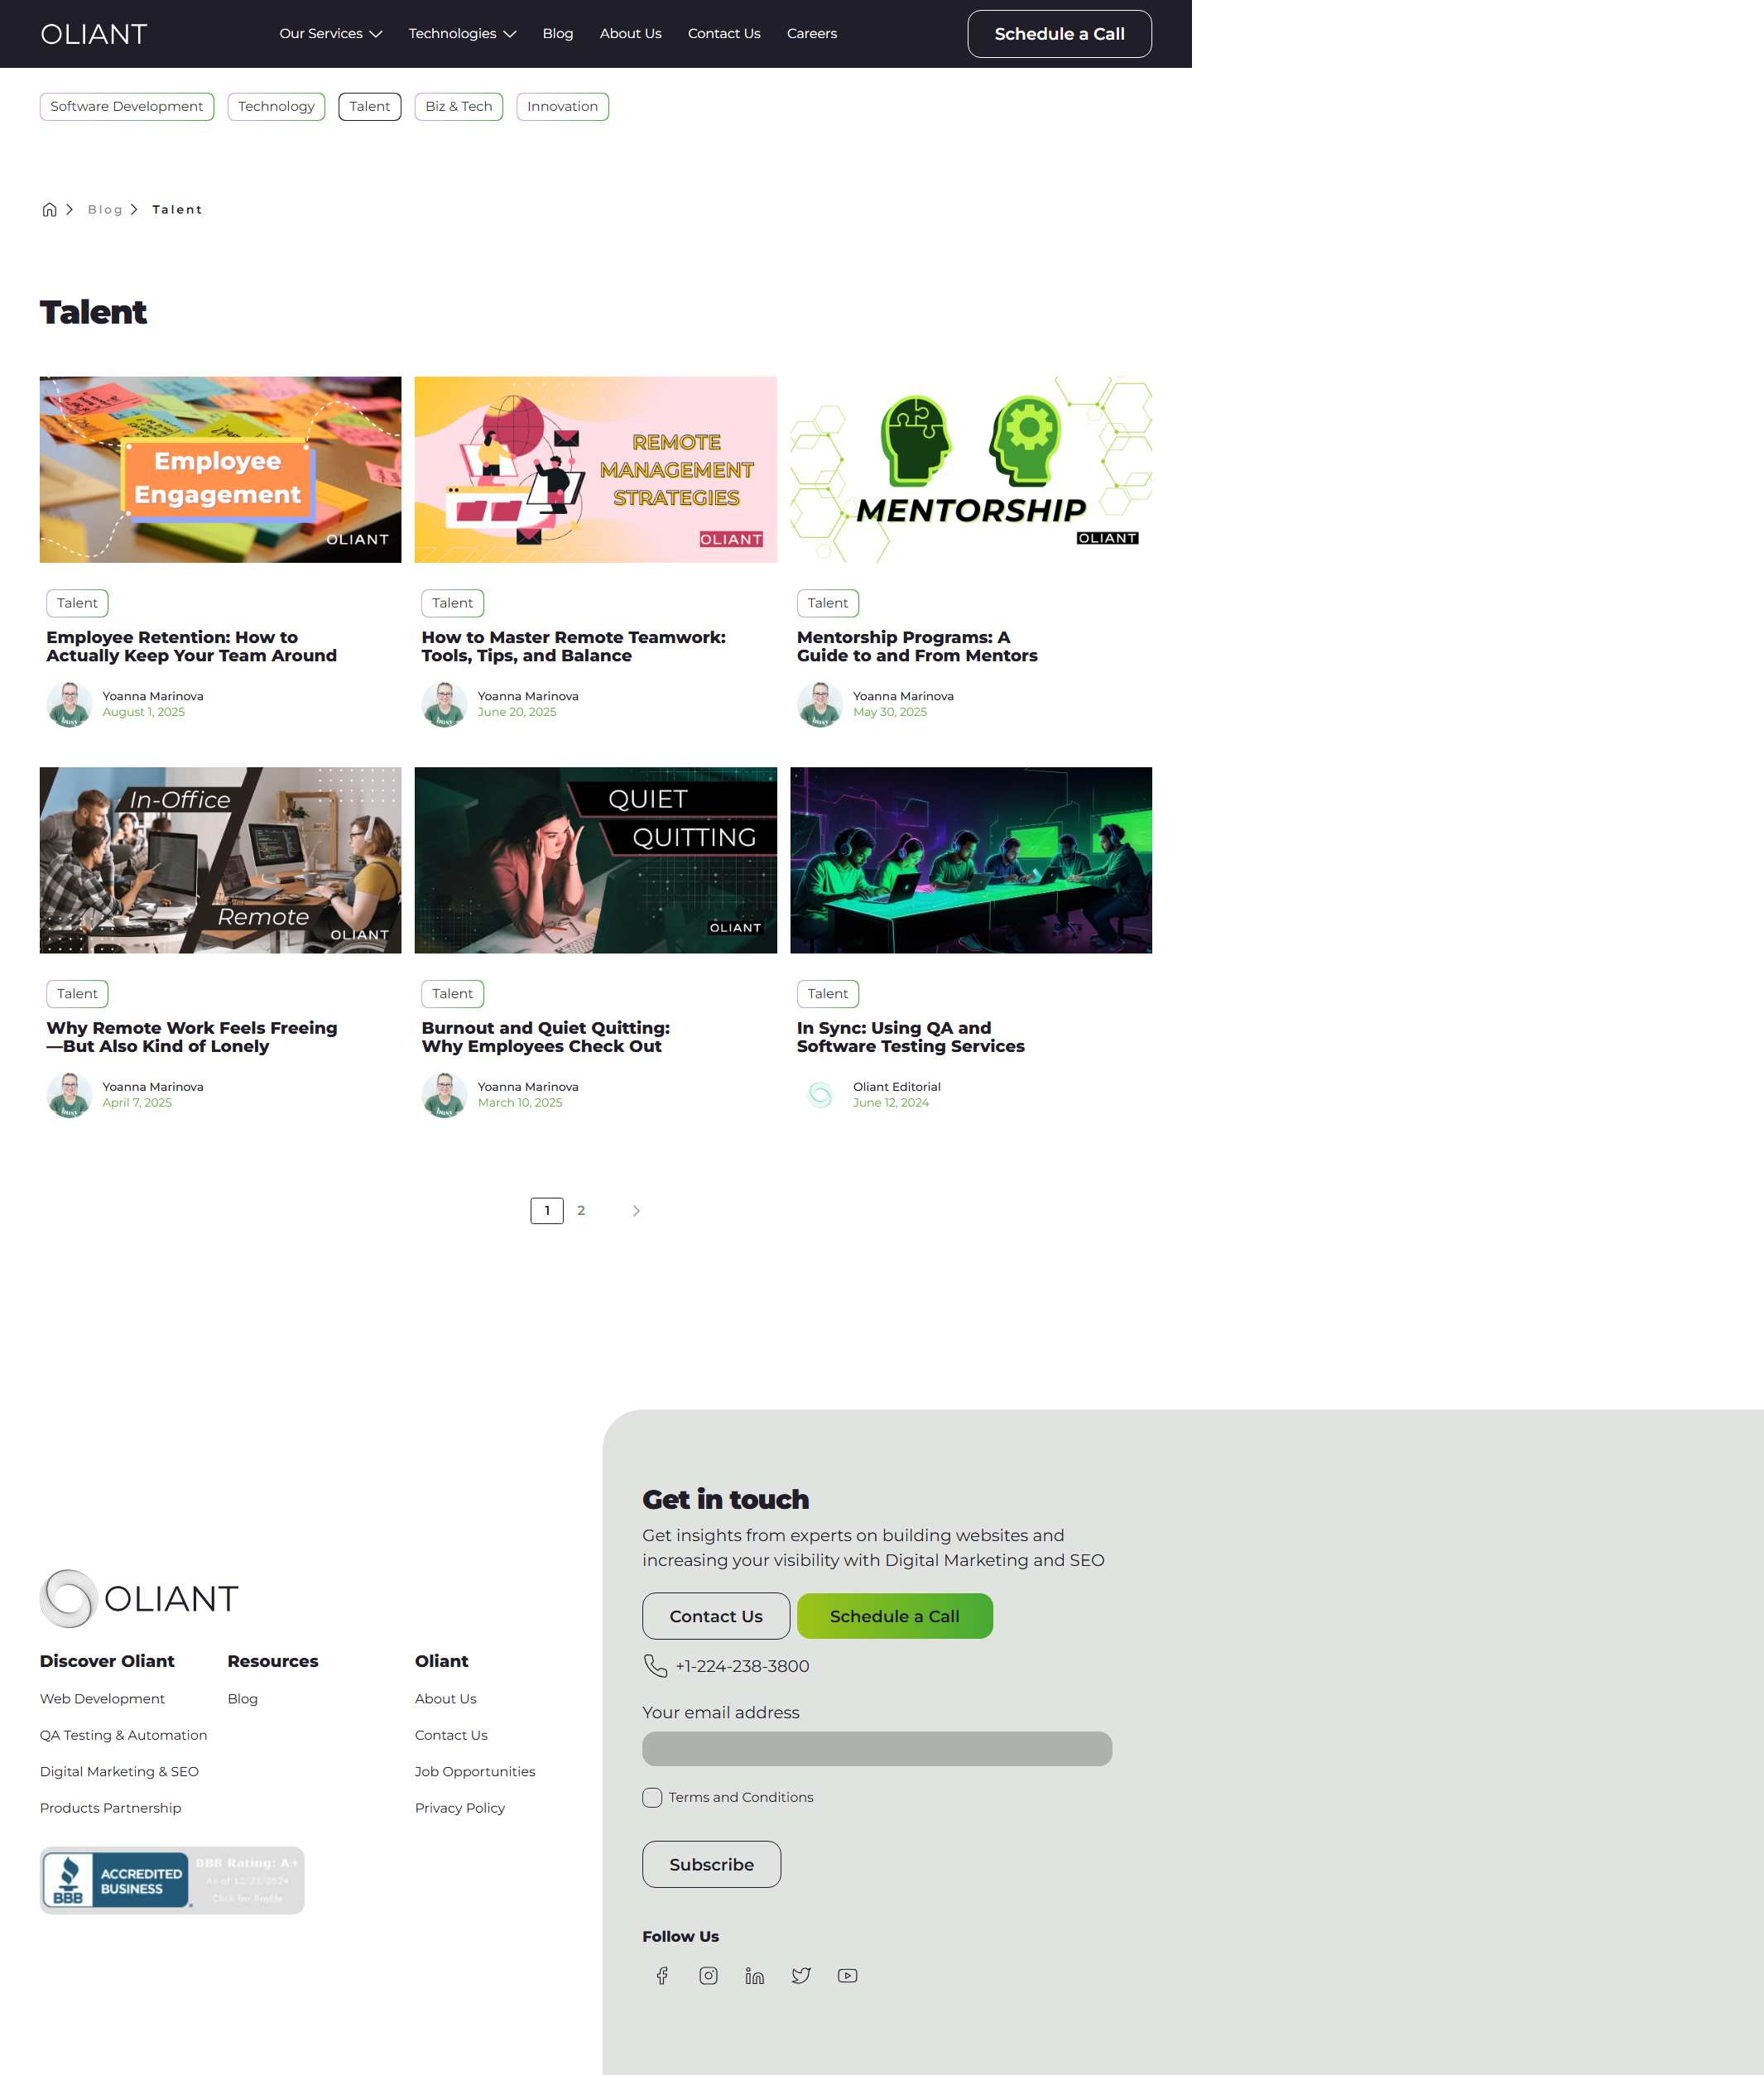 OLIANT
Our Services
Technologies
Blog
About Us
Contact Us
Careers
Schedule a Call
Software Development
Technology
Talent
Biz & Tech
Innovation
Blog
Talent
Talent
Employee
Engagement
OLIANT
REMOTE
MANAGEMENT
STRATEGIES
OLIANT
MENTORSHIP
OLIANT
Talent
Employee Retention: How to
Actually Keep Your Team Around
Yoanna Marinova
August 1, 2025
Talent
How to Master Remote Teamwork:
Tools, Tips, and Balance
Yoanna Marinova
June 20, 2025
Talent
Mentorship Programs: A
Guide to and From Mentors
Yoanna Marinova
May 30, 2025
In-Office
Remote
OLIANT
QUIET
QUITTING
OLIANT
Talent
Why Remote Work Feels Freeing
—But Also Kind of Lonely
Yoanna Marinova
April 7, 2025
Talent
Burnout and Quiet Quitting:
Why Employees Check Out
Yoanna Marinova
March 10, 2025
Talent
In Sync: Using QA and
Software Testing Services
Oliant Editorial
June 12, 2024
1
2
OLIANT
Discover Oliant
Web Development
QA Testing & Automation
Digital Marketing & SEO
Products Partnership
Resources
Blog
Oliant
About Us
Contact Us
Job Opportunities
Privacy Policy
BBB
ACCREDITED
BUSINESS
BBB Rating: A+
As of 12/23/2024
Click for Profile
Get in touch
Get insights from experts on building websites and
increasing your visibility with Digital Marketing and SEO
Contact Us
Schedule a Call
+1-224-238-3800
Your email address
Terms and Conditions
Subscribe
Follow Us